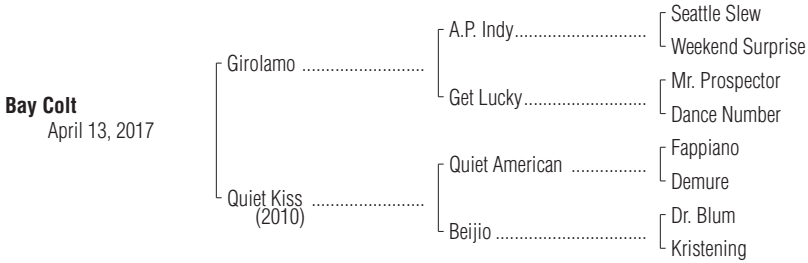 Seattle Slew
A.P. Indy
Weekend Surprise
Girolamo
Mr. Prospector
Get Lucky
Dance Number
Bay Colt
April 13, 2017
Fappiano
Quiet American
Demure
Quiet Kiss
(2010)
Dr. Blum
Beijio
Kristening